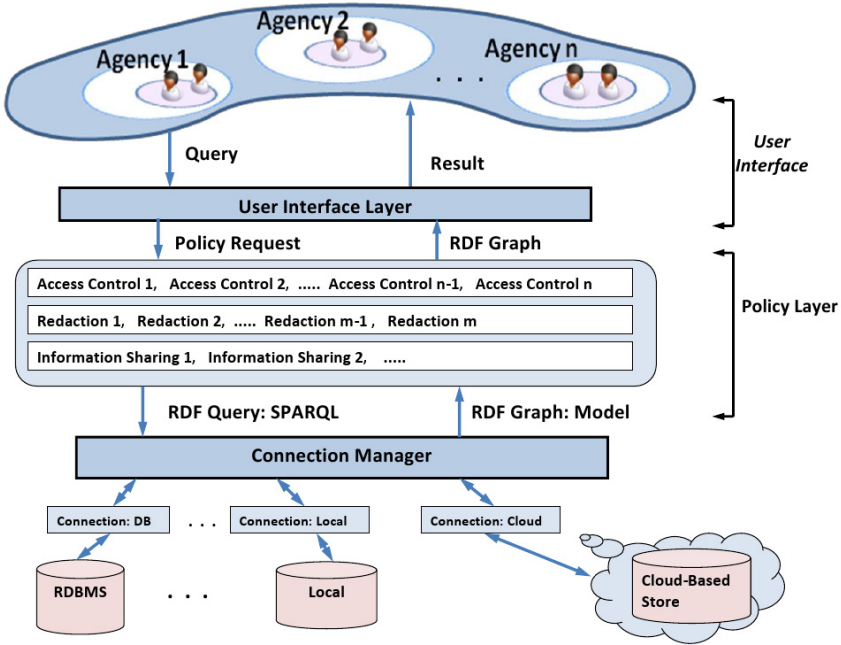 Agency 1
Agency 2
Agency n
. . .
Query
Result
User
Interface
User Interface Layer
Policy Request
RDF Graph
Access Control 1, Access Control 2, ..... Access Control n-1, Access Control n
Redaction 1, Redaction 2, ..... Redaction m-1 , Redaction m
Information Sharing 1, Information Sharing 2, .....
Policy Layer
RDF Query: SPARQL
RDF Graph: Model
Connection Manager
Connection: DB
. . .
Connection: Local
Connection: Cloud
RDBMS
. . .
Local
Cloud-Based
Store